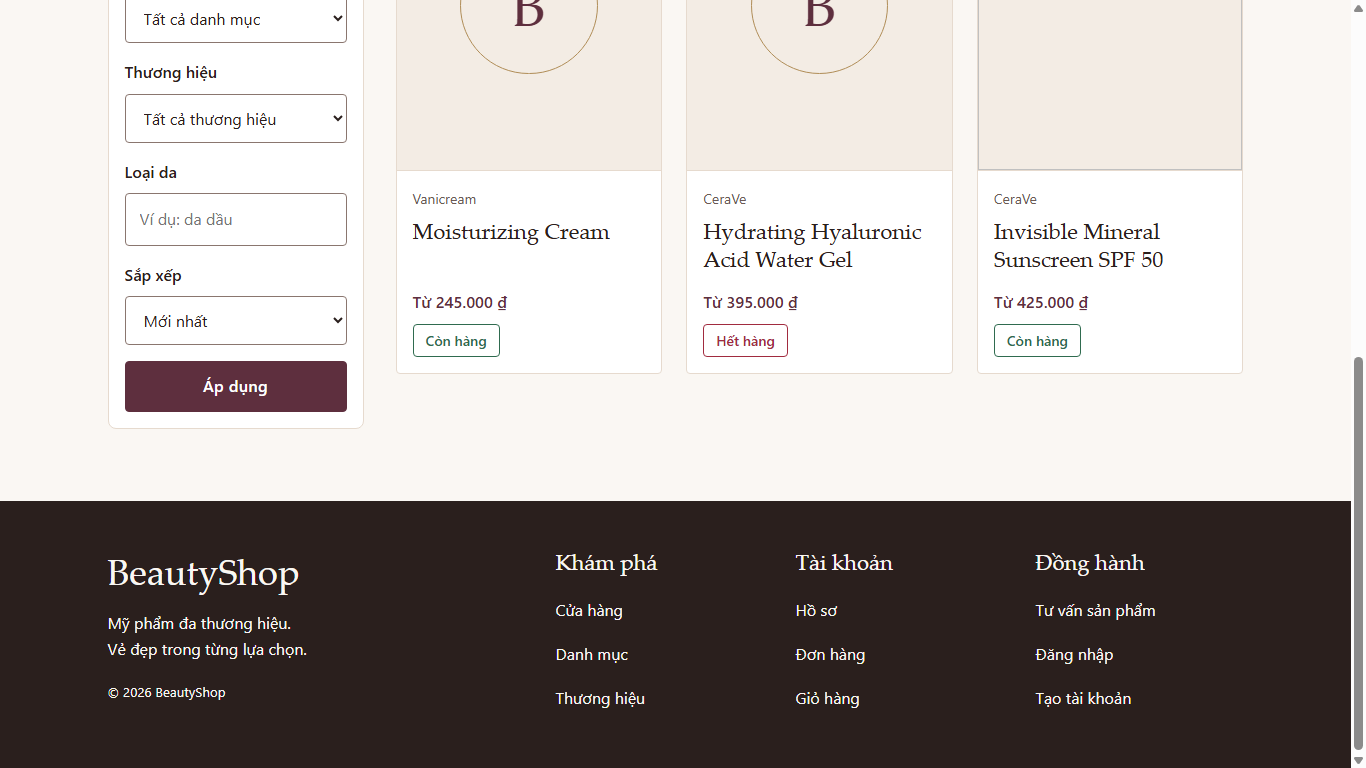 Tất cả danh mục
Thương hiệu
Tất cả thương hiệu
Loại da
Ví dụ: da dầu
Sắp xếp
Mới nhất
Áp dụng
B
Vanicream
Moisturizing Cream
Từ 245.000 ₫
Còn hàng
B
CeraVe
Hydrating Hyaluronic
Acid Water Gel
Từ 395.000 ₫
Hết hàng
CeraVe
Invisible Mineral
Sunscreen SPF 50
Từ 425.000 ₫
Còn hàng
BeautyShop
Mỹ phẩm đa thương hiệu.
Vẻ đẹp trong từng lựa chọn.
© 2026 BeautyShop
Khám phá
Cửa hàng
Danh mục
Thương hiệu
Tài khoản
Hồ sơ
Đơn hàng
Giỏ hàng
Đồng hành
Tư vấn sản phẩm
Đăng nhập
Tạo tài khoản